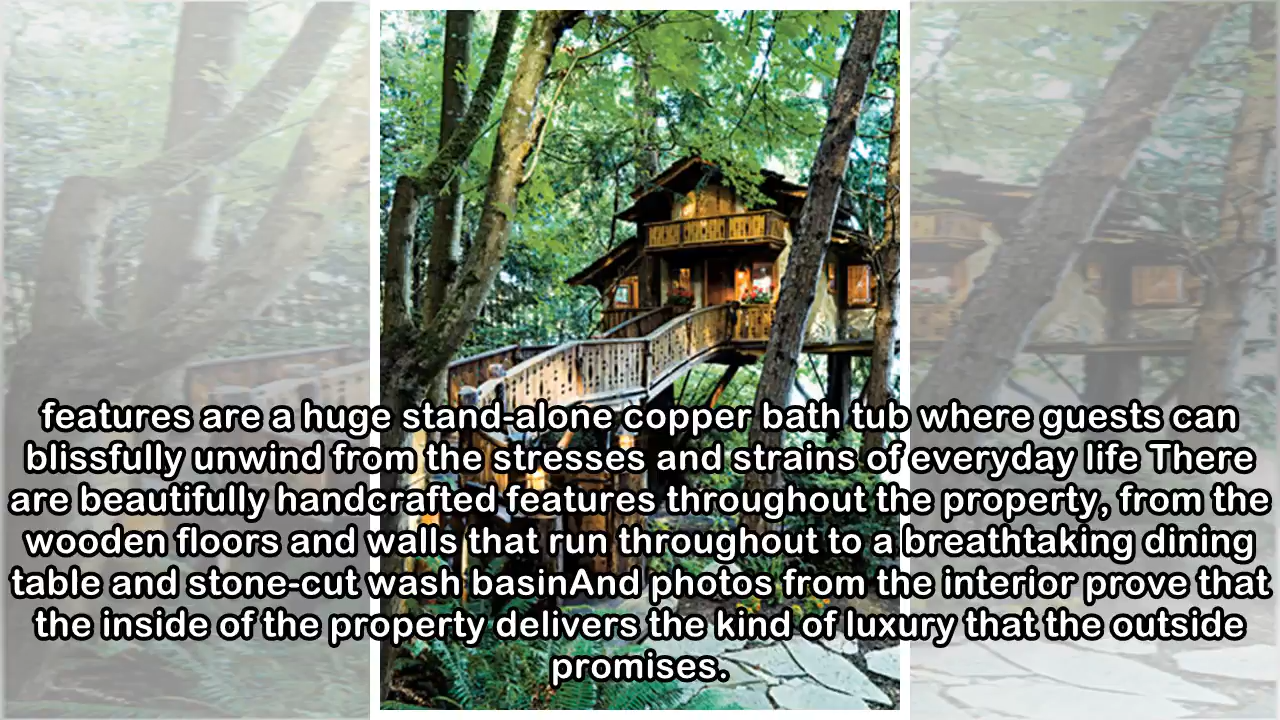 features are a huge stand-alone copper bath tub where guests can
blissfully unwind from the stresses and strains of everyday life There
are beautifully handcrafted features throughout the property, from the
wooden floors and walls that run throughout to a breathtaking dining
table and stone-cut wash basinAnd photos from the interior prove that
the inside of the property delivers the kind of luxury that the outside
promises.